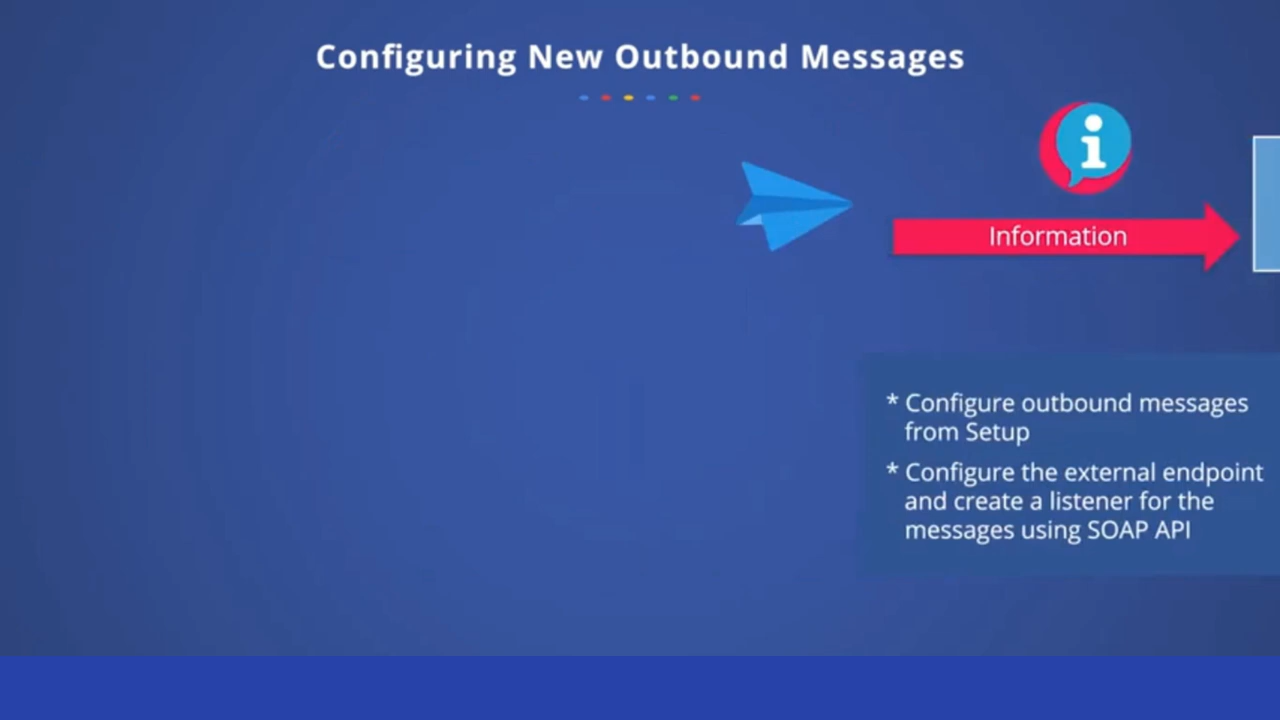 Configuring New Outbound Messages
Information
* Configure outbound messages
from Setup
* Configure the external endpoint
and create a listener for the
messages using SOAP API